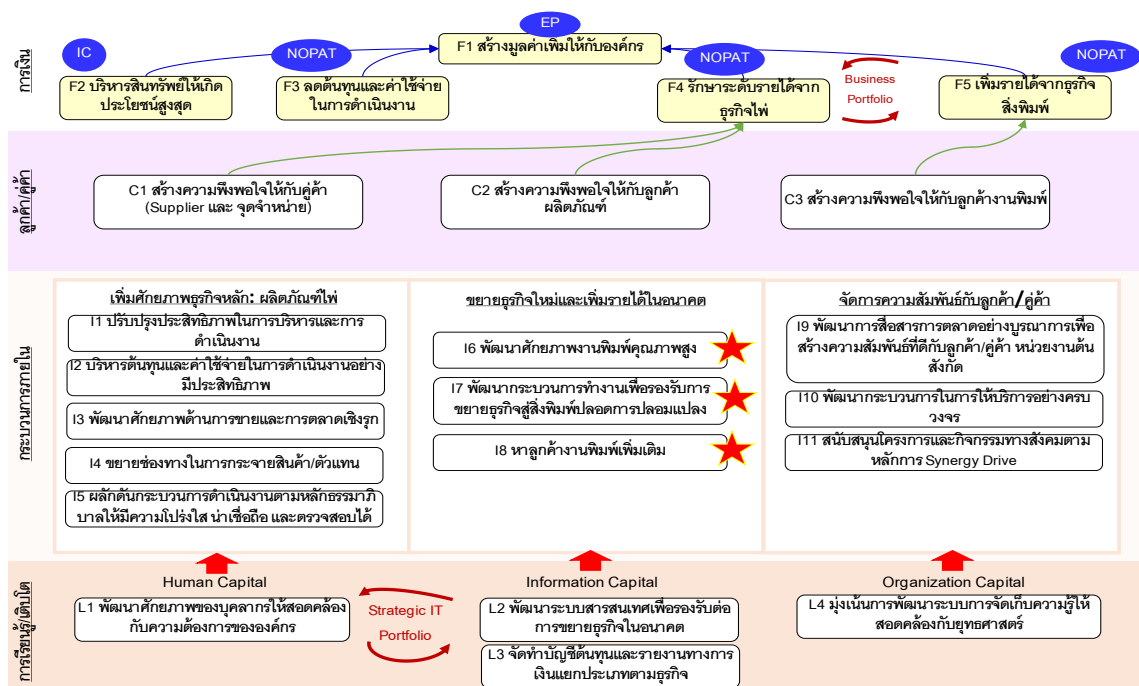 EP
F1 สร้างมูลค่าเพิ่มให้กับองค์กร
IC
NOPAT
NOPAT
NOPAT
การเงิน
F2 บริหารสินทรัพย์ให้เกิด
ประโยชน์สูงสุด
F3 ลดต้นทุนและค่าใช้จ่าย
ในการดำเนินงาน
F4 รักษาระดับรายได้จาก
ธุรกิจไพ่
Business
Portfolio
F5 เพิ่มรายได้จากธุรกิจ
สิ่งพิมพ์
ลูกค้า/คู่ค้า
C1 สร้างความพึงพอใจให้กับคู่ค้า
(Supplier และ จุดจำหน่าย)
C2 สร้างความพึงพอใจให้กับลูกค้า
ผลิตภัณฑ์
C3 สร้างความพึงพอใจให้กับลูกค้างานพิมพ์
กระบวนการภายใน
เพิ่มศักยภาพธุรกิจหลัก: ผลิตภัณฑ์ไพ่
I1 ปรับปรุงประสิทธิภาพในการบริหารและการ
ดำเนินงาน
I2 บริหารต้นทุนและค่าใช้จ่ายในการดำเนินงานอย่าง
มีประสิทธิภาพ
I3 พัฒนาศักยภาพด้านการขายและการตลาดเชิงรุก
I4 ขยายช่องทางในการกระจายสินค้า/ตัวแทน
I5 ผลักดันกระบวนการดำเนินงานตามหลักธรรมาภิ
บาลให้มีความโปร่งใส น่าเชื่อถือ และตรวจสอบได้
ขยายธุรกิจใหม่และเพิ่มรายได้ในอนาคต
I6 พัฒนาศักยภาพงานพิมพ์คุณภาพสูง
I7 พัฒนากระบวนการทำงานเพื่อรองรับการ
ขยายธุรกิจสู่สิ่งพิมพ์ปลอดการปลอมแปลง
I8 หาลูกค้างานพิมพ์เพิ่มเติม
จัดการความสัมพันธ์กับลูกค้า/คู่ค้า
I9 พัฒนาการสื่อสารการตลาดอย่างบูรณาการเพื่อ
สร้างความสัมพันธ์ที่ดีกับลูกค้า/คู่ค้า หน่วยงานต้น
สังกัด
I10 พัฒนากระบวนการในการให้บริการอย่างครบ
วงจร
I11 สนับสนุนโครงการและกิจกรรมทางสังคมตาม
หลักการ Synergy Drive
การเรียนรู้/เติบโต
Human Capital
L1 พัฒนาศักยภาพของบุคลากรให้สอดคล้อง
กับความต้องการขององค์กร
Strategic IT
Portfolio
Information Capital
L2 พัฒนาระบบสารสนเทศเพื่อรองรับต่อ
การขยายธุรกิจในอนาคต
L3 จัดทำบัญชีต้นทุนและรายงานทางการ
เงินแยกประเภทตามธุรกิจ
Organization Capital
L4 มุ่งเน้นการพัฒนาระบบการจัดเก็บความรู้ให้
สอดคล้องกับยุทธศาสตร์